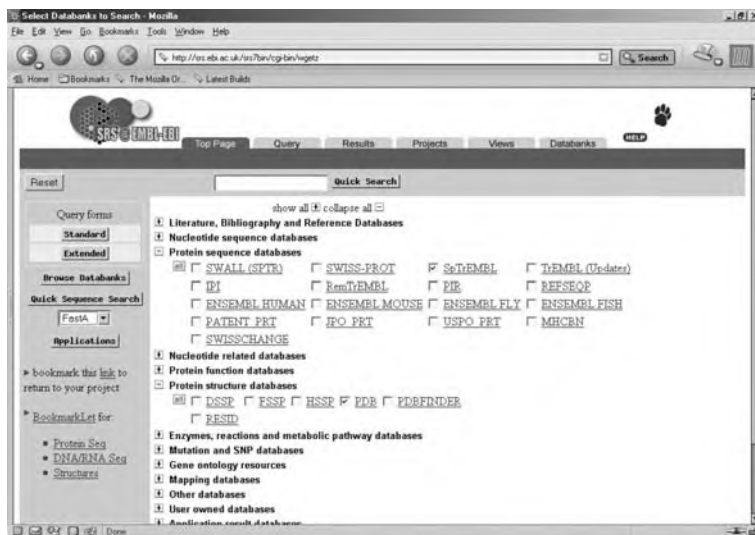 Select Databanks to Search - Mozilla
File Edit View Go Bookmarks Tools Window Help
http://srs.ebi.ac.uk/srs7bin/cgi-bin/wgetz Search
Home Bookmarks The Mozilla Or... Latest Builds
SRS@EMBL-EBI
Top Page Query Results Projects Views Databanks HELP
Reset Quick Search
show all collapse all
Query forms
Standard
Extended
Browse Databanks
Quick Sequence Search
FastA
Applications
bookmark this link to
return to your project
BookmarkLet for:
Protein Seq
DNA/RNA Seq
Structures
Literature, Bibliography and Reference Databases
Nucleotide sequence databases
Protein sequence databases
all SWALL (SPTR) SWISS-PROT SpTrEMBL TrEMBL (Updates)
IPI RemTrEMBL PIR REFSEQP
ENSEMBL HUMAN ENSEMBL MOUSE ENSEMBL FLY ENSEMBL FISH
PATENT PRT JPO PRT USPO PRT MHCBN
SWISSCHANGE
Nucleotide related databases
Protein function databases
Protein structure databases
all DSSP FSSP HSSP PDB PDBFINDER
RESID
Enzymes, reactions and metabolic pathway databases
Mutation and SNP databases
Gene ontology resources
Mapping databases
Other databases
User owned databases
Application result databases
Done